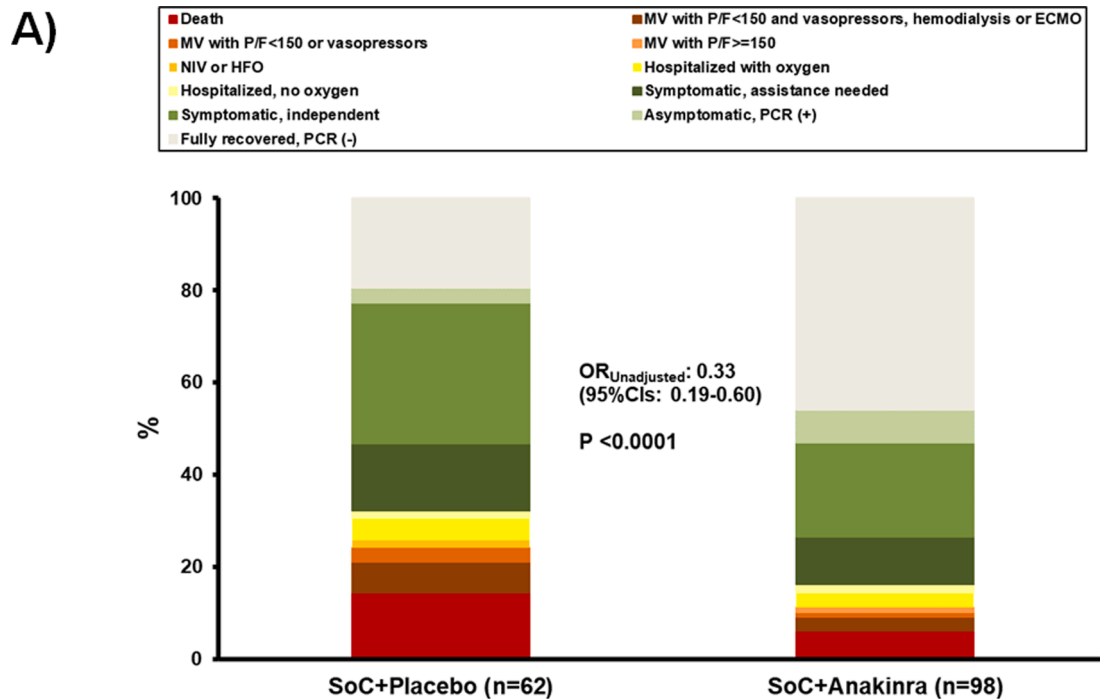 A)
Death
MV with P/F<150 and vasopressors, hemodialysis or ECMO
MV with P/F<150 or vasopressors
MV with P/F>=150
NIV or HFO
Hospitalized with oxygen
Hospitalized, no oxygen
Symptomatic, assistance needed
Symptomatic, independent
Asymptomatic, PCR (+)
Fully recovered, PCR (-)
100
80
60
40
20
0
%
ORUnadjusted: 0.33
(95%CIs: 0.19-0.60)
P <0.0001
SoC+Placebo (n=62)
SoC+Anakinra (n=98)